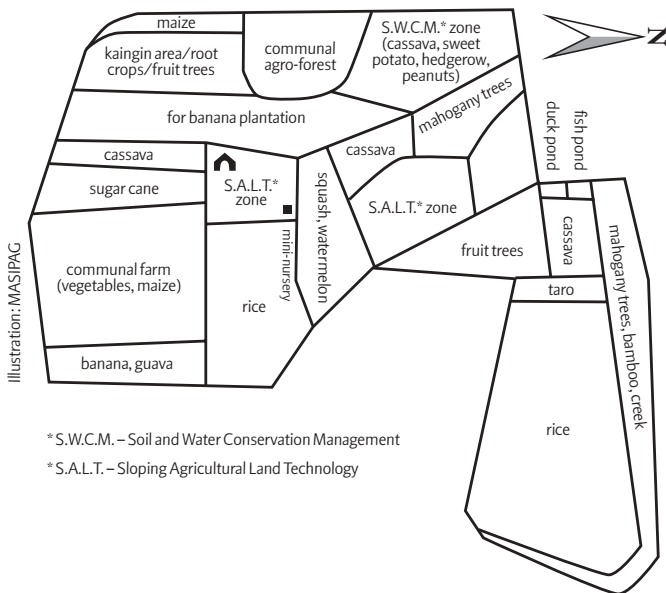 maize
kaingin area/root
crops/fruit trees
communal
agro-forest
S.W.C.M.* zone
(cassava, sweet
potato, hedgerow,
peanuts)
N
for banana plantation
mahogany trees
duck pond
fish pond
cassava
cassava
sugar cane
S.A.L.T.*
zone
squash, watermelon
S.A.L.T.* zone
cassava
mahogany trees, bamboo, creek
communal farm
(vegetables, maize)
mini-nursery
rice
fruit trees
taro
banana, guava
rice
Illustration: MASIPAG
* S.W.C.M. – Soil and Water Conservation Management
* S.A.L.T. – Sloping Agricultural Land Technology